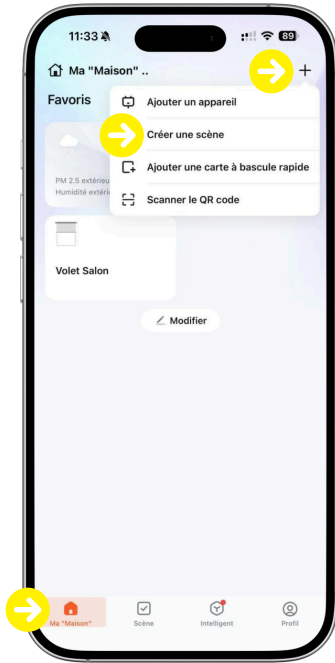 11:33
89
Ma "Maison" ..
Favoris
Ajouter un appareil
Créer une scène
Ajouter une carte à bascule rapide
Scanner le QR code
PM 2.5 extérieu
Humidité extéri
Volet Salon
Modifier
Ma "Maison"
Scène
Intelligent
Profil